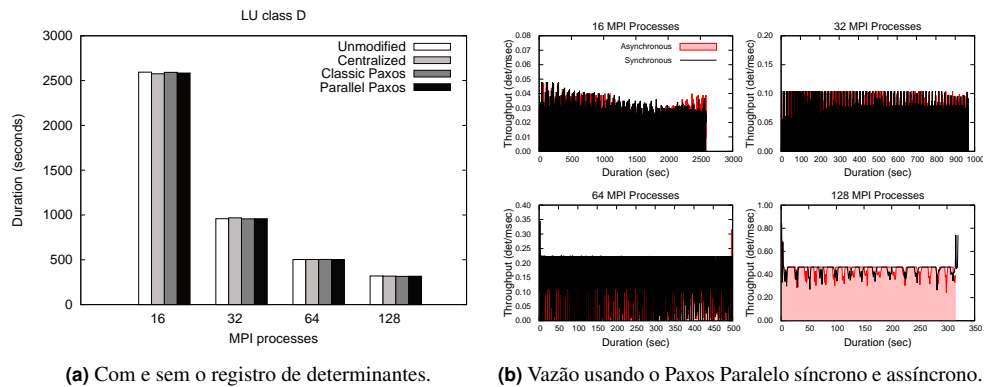 LU class D
3000
2500
2000
1500
1000
500
0
Duration (seconds)
Unmodified
Centralized
Classic Paxos
Parallel Paxos
16 32 64 128
MPI processes
(a) Com e sem o registro de determinantes.
16 MPI Processes
0.08
0.07
0.06
0.05
0.04
0.03
0.02
0.01
0.00
Throughput (det/msec)
Asynchronous
Synchronous
0 500 1000 1500 2000 2500 3000
Duration (sec)
32 MPI Processes
0.20
0.15
0.10
0.05
0.00
Throughput (det/msec)
0 100 200 300 400 500 600 700 800 900 1000
Duration (sec)
64 MPI Processes
0.40
0.35
0.30
0.25
0.20
0.15
0.10
0.05
0.00
Throughput (det/msec)
0 50 100 150 200 250 300 350 400 450 500
Duration (sec)
128 MPI Processes
1.00
0.80
0.60
0.40
0.20
0.00
Throughput (det/msec)
0 50 100 150 200 250 300 350
Duration (sec)
(b) Vazão usando o Paxos Paralelo síncrono e assíncrono.